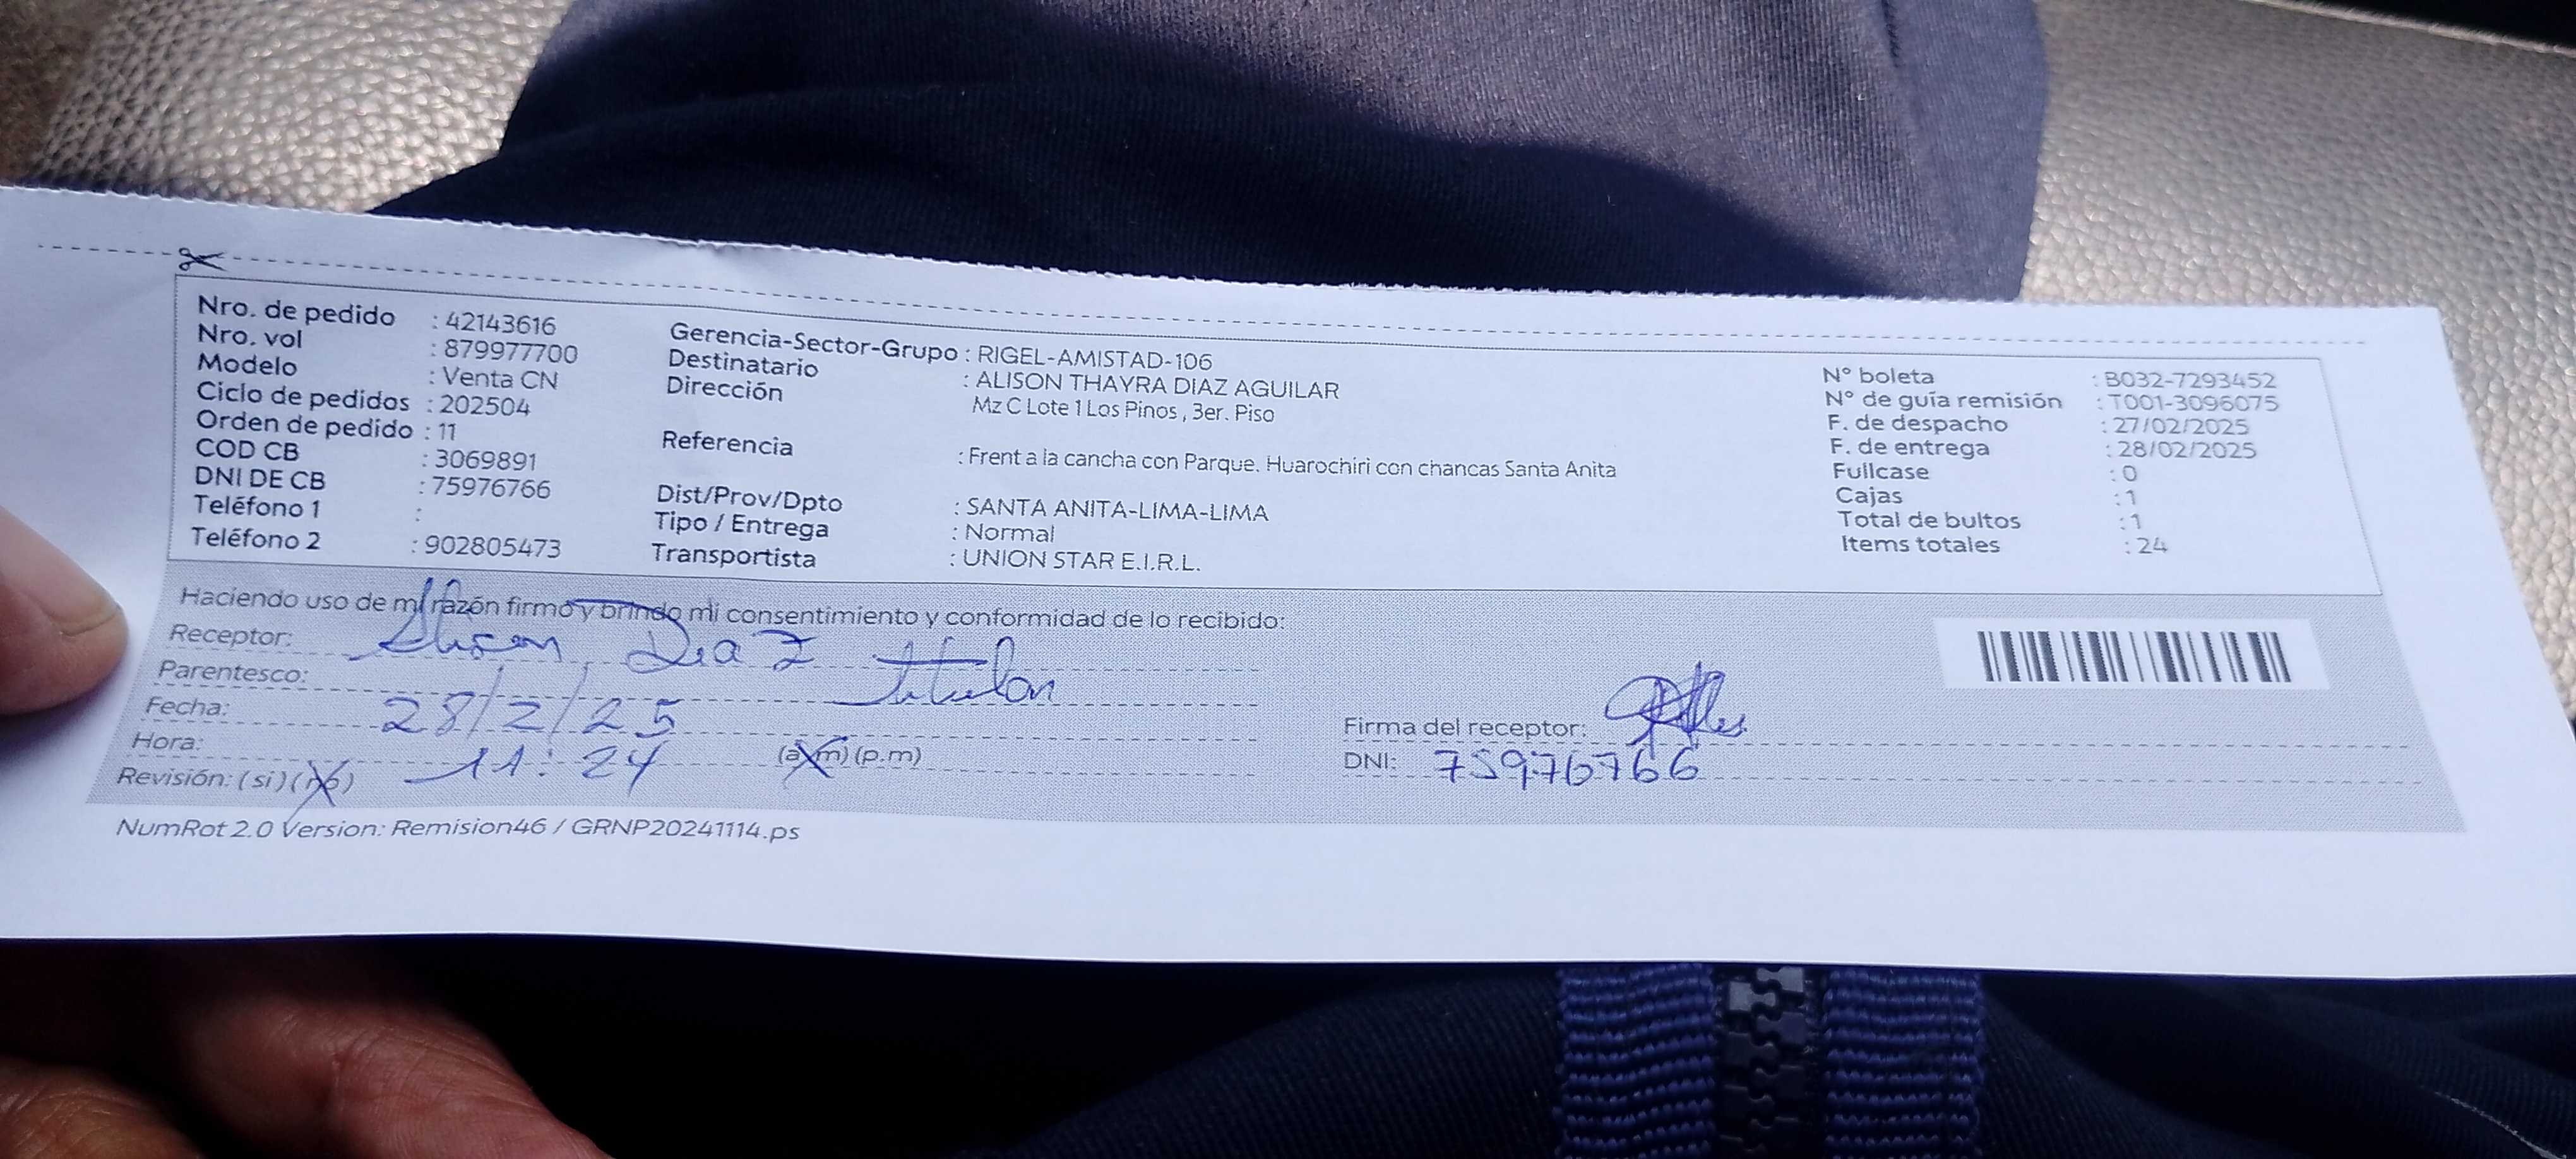 Nro. de pedido : 42143616
Nro. vol : 879977700
Modelo : Venta CN
Ciclo de pedidos : 202504
Orden de pedido : 11
COD CB : 3069891
DNI DE CB : 75976766
Teléfono 1 :
Teléfono 2 : 902805473
Gerencia-Sector-Grupo : RIGEL-AMISTAD-106
Destinatario : ALISON THAYRA DIAZ AGUILAR
Dirección Mz C Lote 1 Los Pinos , 3er. Piso
Referencia : Frent a la cancha con Parque. Huarochiri con chancas Santa Anita
Dist/Prov/Dpto : SANTA ANITA-LIMA-LIMA
Tipo / Entrega : Normal
Transportista : UNION STAR E.I.R.L.
N° boleta : B032-7293452
N° de guía remisión : T001-3096075
F. de despacho : 27/02/2025
F. de entrega : 28/02/2025
Fullcase : 0
Cajas : 1
Total de bultos : 1
Items totales : 24
Haciendo uso de mi razón firmo y brindo mi consentimiento y conformidad de lo recibido:
Receptor: Alison Diaz
Parentesco: titular
Fecha: 28/2/25
Hora: 11:24 (a.m) (p.m)
Revisión: (si) (no)
Firma del receptor:
DNI: 75976766
NumRot 2.0 Version: Remision46 / GRNP20241114.ps